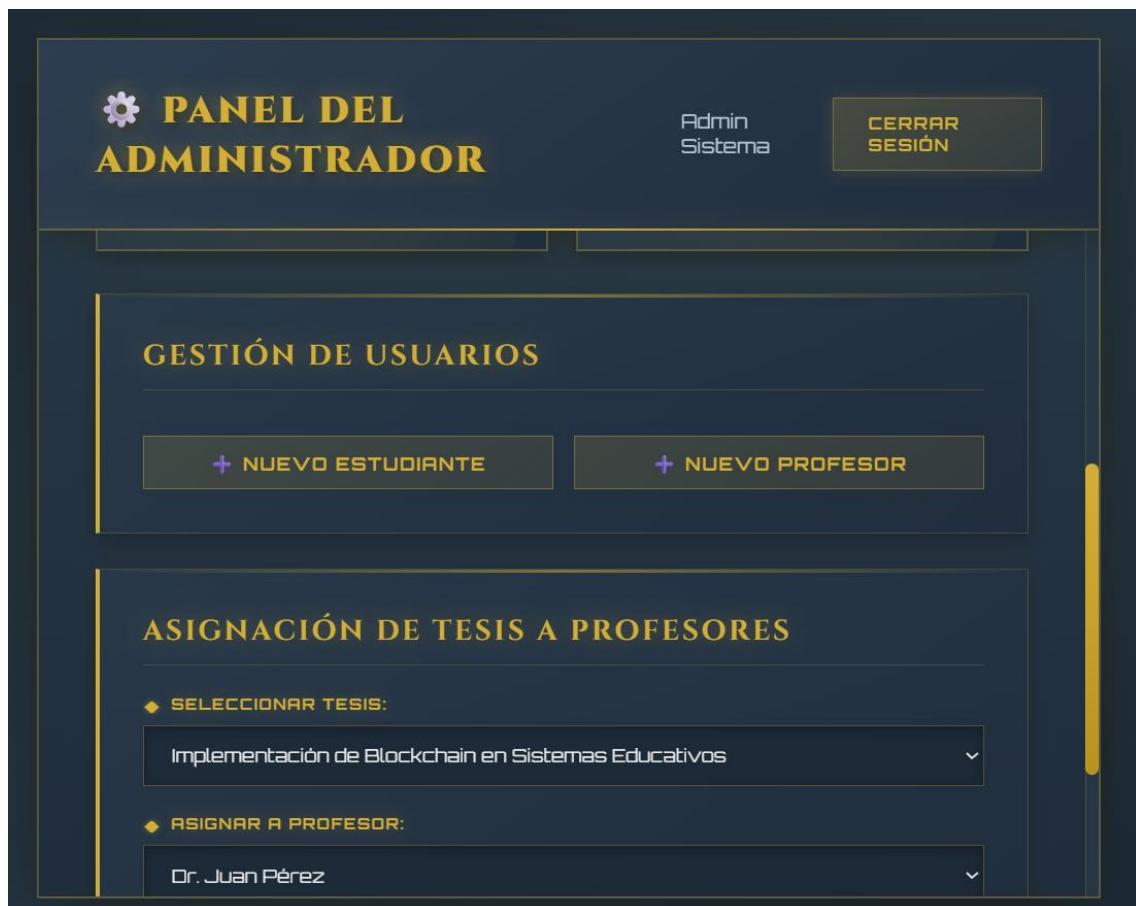 PANEL DEL
ADMINISTRADOR
Admin
Sistema
CERRAR
SESIÓN
GESTIÓN DE USUARIOS
NUEVO ESTUDIANTE
NUEVO PROFESOR
ASIGNACIÓN DE TESIS A PROFESORES
SELECCIONAR TESIS:
Implementación de Blockchain en Sistemas Educativos
ASIGNAR A PROFESOR:
Dr. Juan Pérez